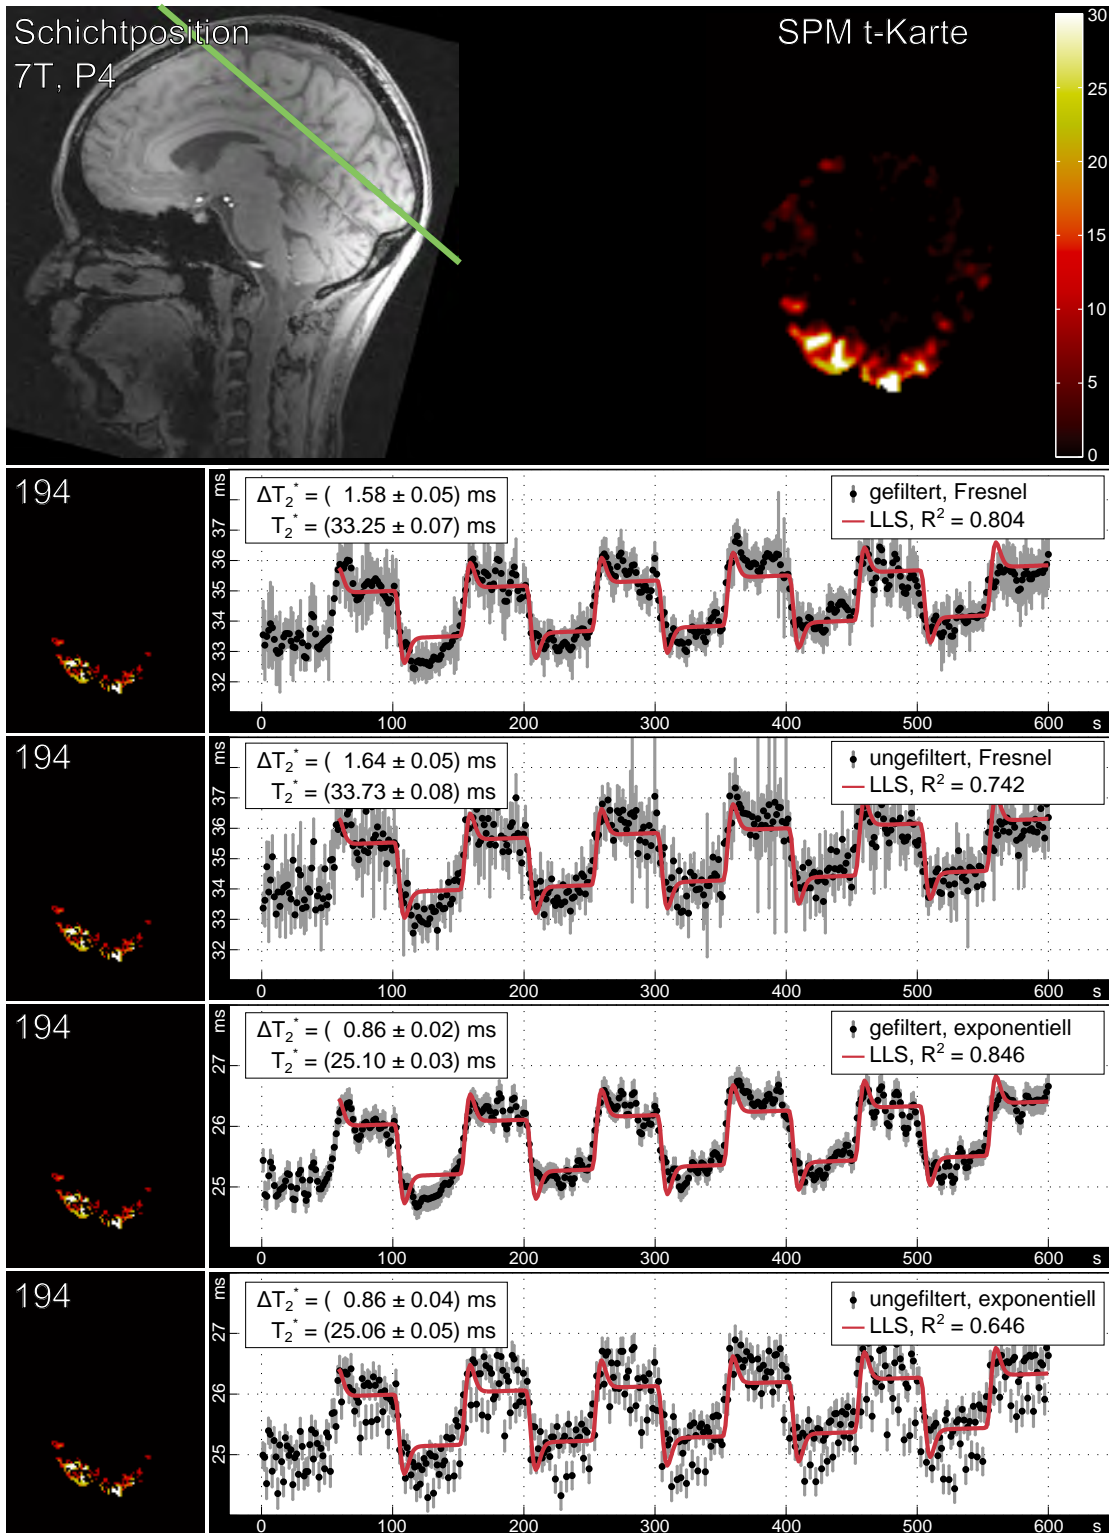 Schichtposition
7T, P4
SPM t-Karte
30
25
20
15
10
5
0
194
ms
37
36
35
34
33
32
ΔT2* = ( 1.58 ± 0.05) ms
T2* = (33.25 ± 0.07) ms
gefiltert, Fresnel
LLS, R² = 0.804
0 100 200 300 400 500 600 s
194
ms
37
36
35
34
33
32
ΔT2* = ( 1.64 ± 0.05) ms
T2* = (33.73 ± 0.08) ms
ungefiltert, Fresnel
LLS, R² = 0.742
0 100 200 300 400 500 600 s
194
ms
27
26
25
ΔT2* = ( 0.86 ± 0.02) ms
T2* = (25.10 ± 0.03) ms
gefiltert, exponentiell
LLS, R² = 0.846
0 100 200 300 400 500 600 s
194
ms
27
26
25
ΔT2* = ( 0.86 ± 0.04) ms
T2* = (25.06 ± 0.05) ms
ungefiltert, exponentiell
LLS, R² = 0.646
0 100 200 300 400 500 600 s